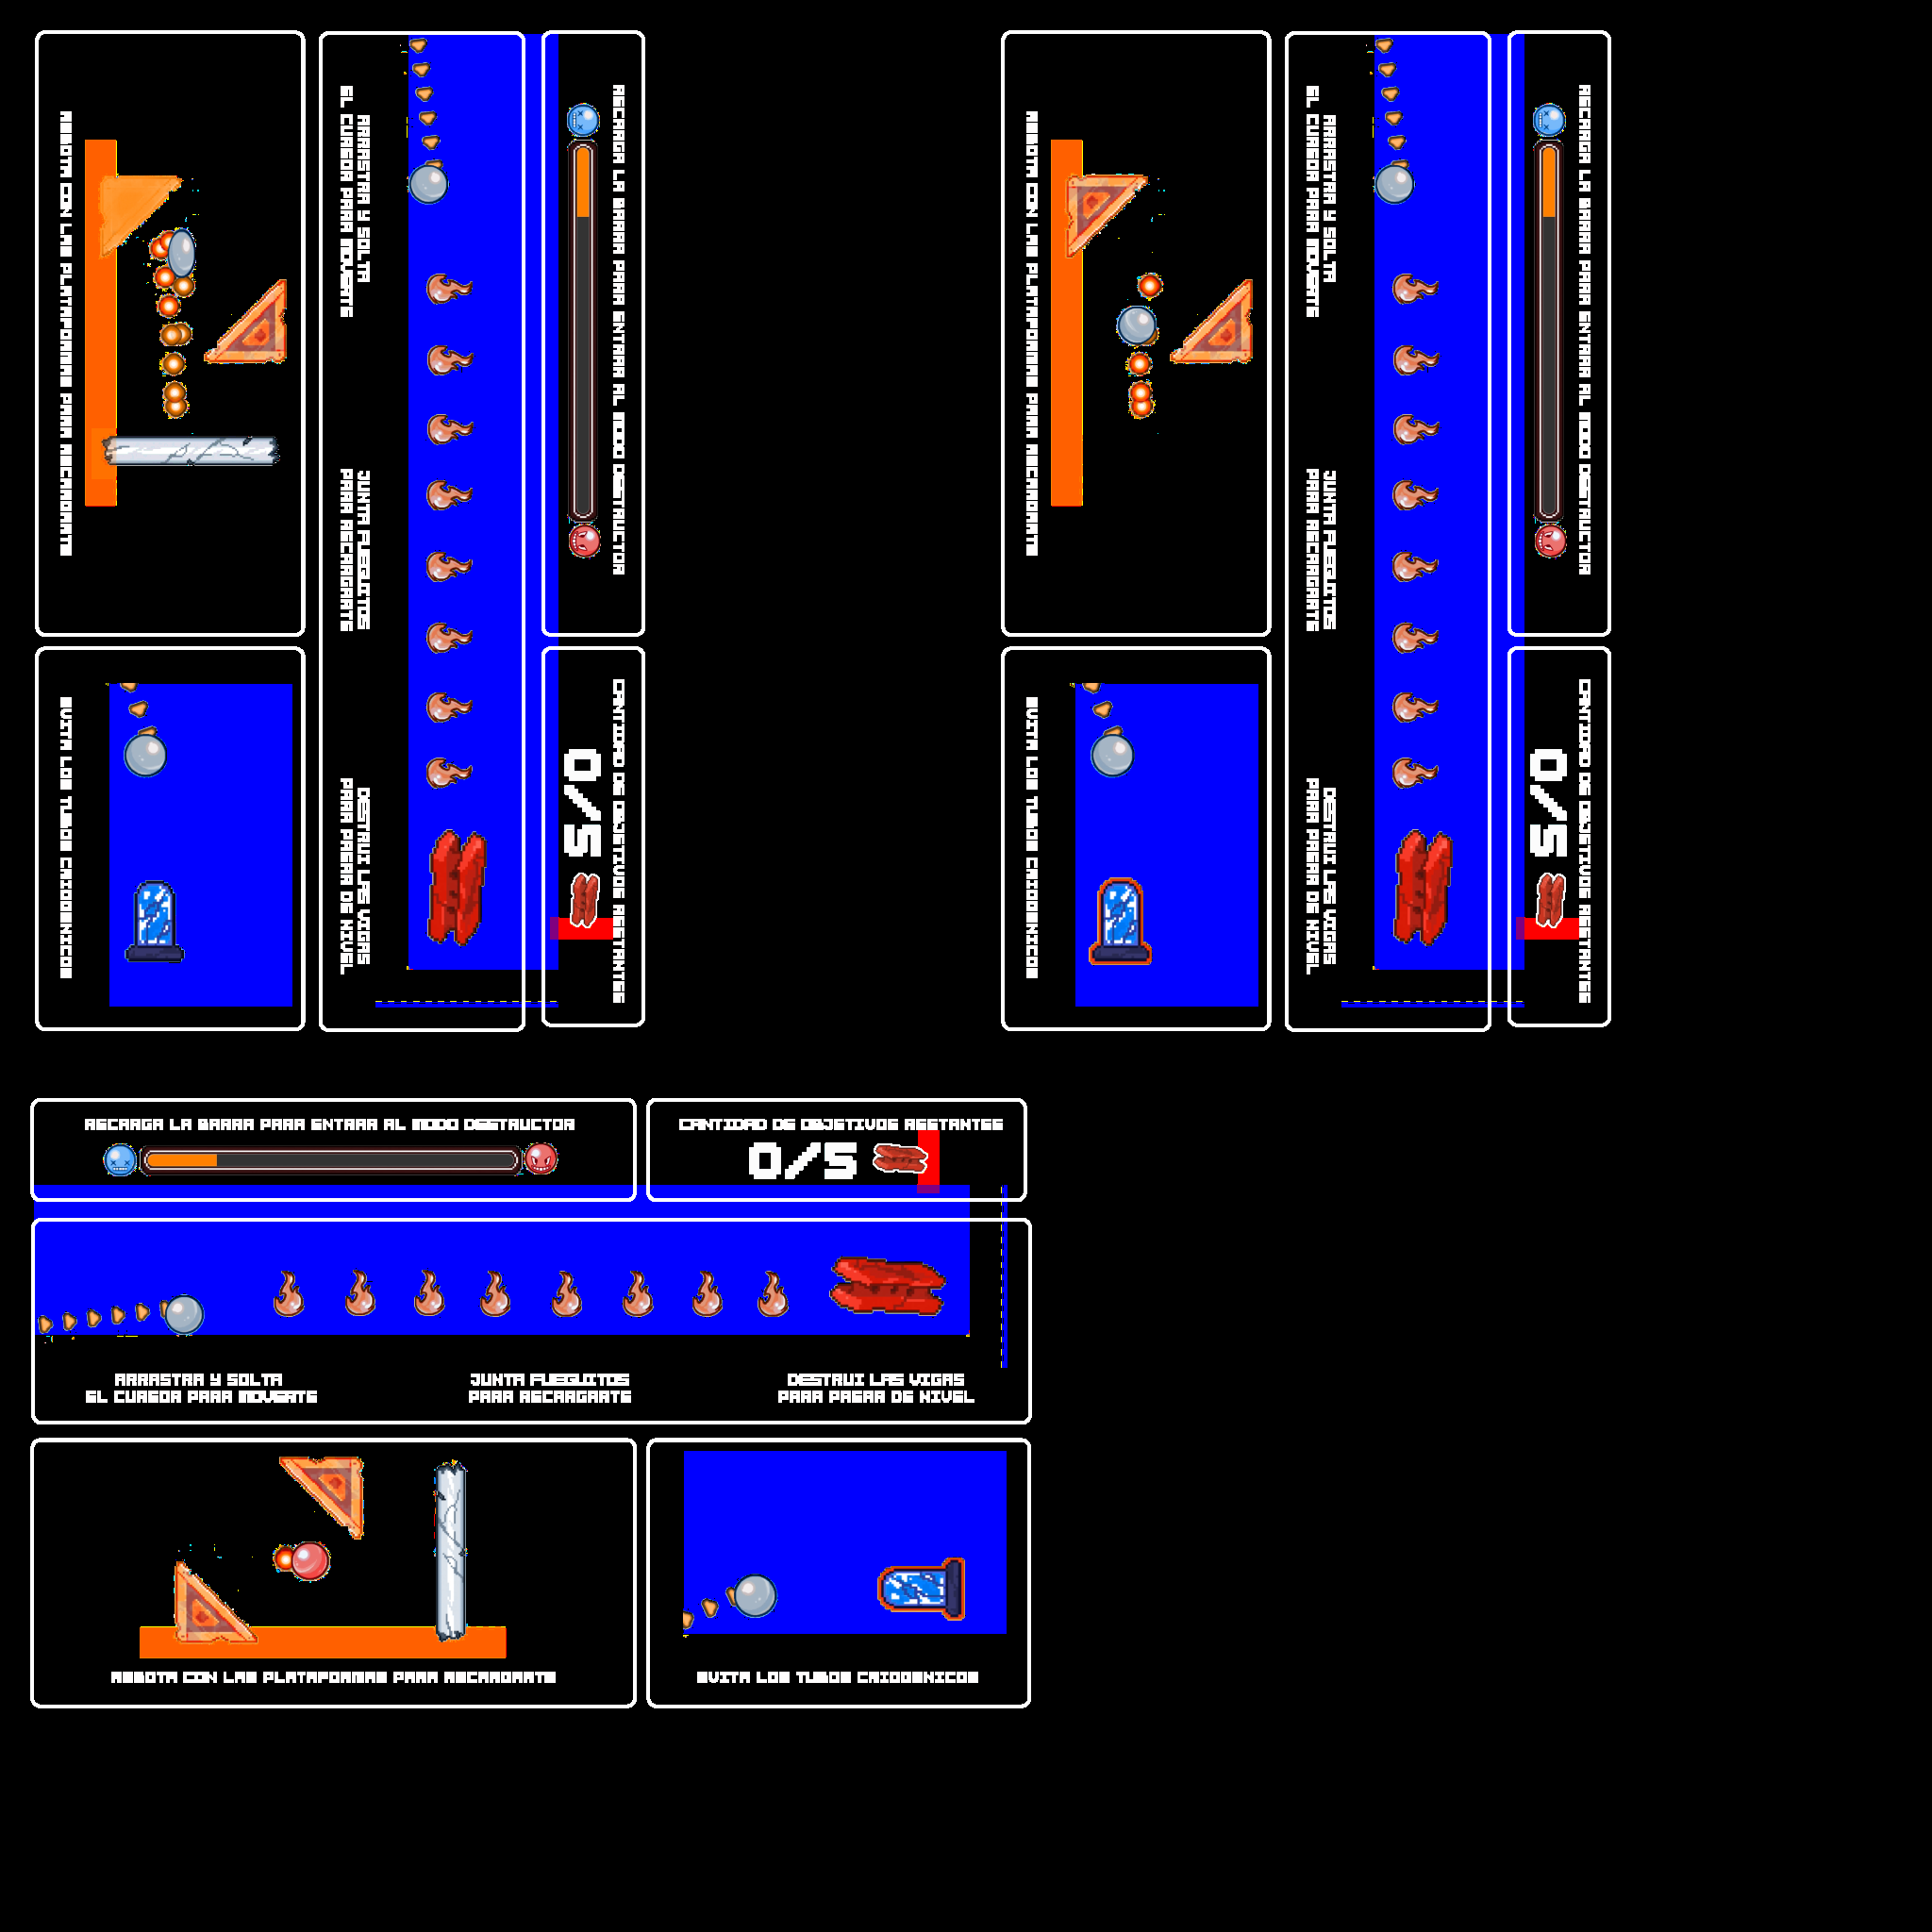 RECARGA LA BARRA PARA ENTRAR AL MODO DESTRUCTOR
CANTIDAD DE OBJETIVOS RESTANTES
0/5
ARRASTRA Y SOLTA
EL CURSOR PARA MOVERTE
JUNTA FUEGUITOS
PARA RECARGARTE
DESTRUI LAS VIGAS
PARA PASAR DE NIVEL
REBOTA CON LAS PLATAFORMAS PARA RECARGARTE
EVITA LOS TUBOS CRIOGENICOS
RECARGA LA BARRA PARA ENTRAR AL MODO DESTRUCTOR
CANTIDAD DE OBJETIVOS RESTANTES
0/5
ARRASTRA Y SOLTA
EL CURSOR PARA MOVERTE
JUNTA FUEGUITOS
PARA RECARGARTE
DESTRUI LAS VIGAS
PARA PASAR DE NIVEL
REBOTA CON LAS PLATAFORMAS PARA RECARGARTE
EVITA LOS TUBOS CRIOGENICOS
RECARGA LA BARRA PARA ENTRAR AL MODO DESTRUCTOR
CANTIDAD DE OBJETIVOS RESTANTES
0/5
ARRASTRA Y SOLTA
EL CURSOR PARA MOVERTE
JUNTA FUEGUITOS
PARA RECARGARTE
DESTRUI LAS VIGAS
PARA PASAR DE NIVEL
REBOTA CON LAS PLATAFORMAS PARA RECARGARTE
EVITA LOS TUBOS CRIOGENICOS